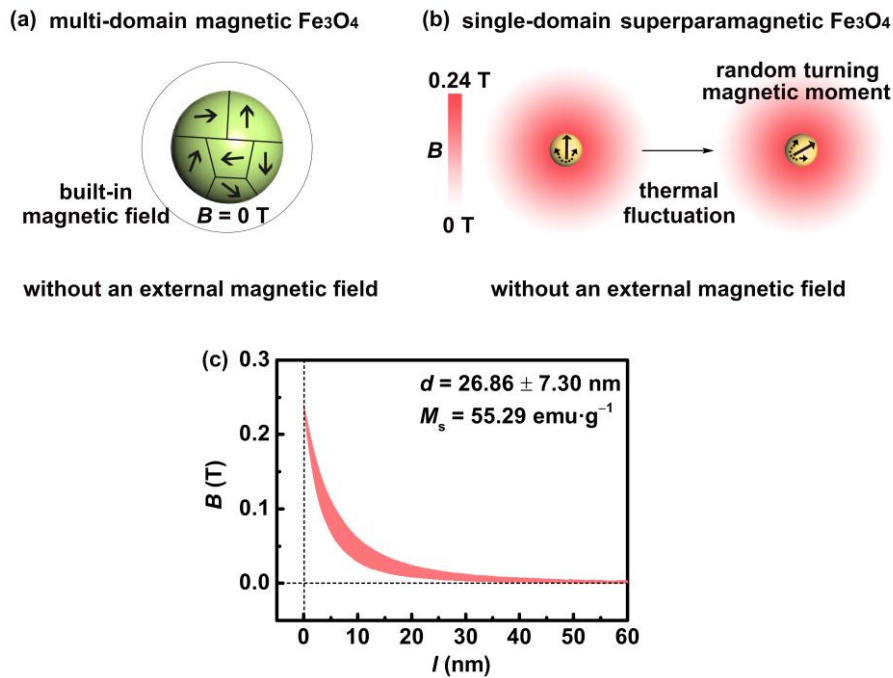 (a) multi-domain magnetic Fe₃O₄
built-in
magnetic field
B = 0 T
without an external magnetic field
(b) single-domain superparamagnetic Fe₃O₄
0.24 T
B
0 T
random turning
magnetic moment
thermal
fluctuation
without an external magnetic field
(c)
d = 26.86 ± 7.30 nm
Mₛ = 55.29 emu·g⁻¹
B (T)
0.3
0.2
0.1
0.0
0 10 20 30 40 50 60
l (nm)